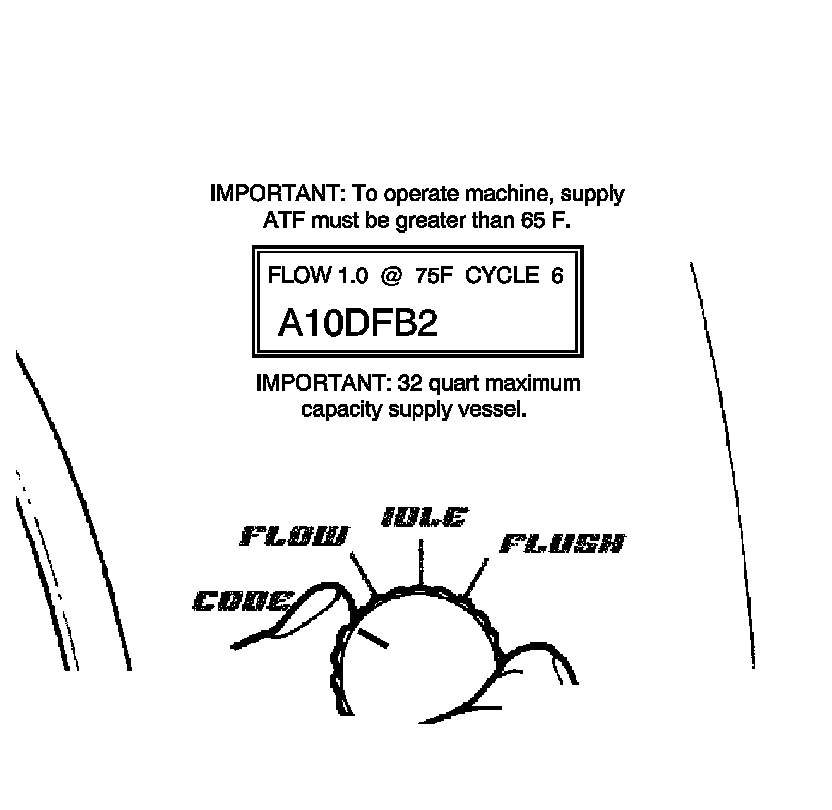 IMPORTANT: To operate machine, supply
ATF must be greater than 65 F.
FLOW 1.0 @ 75F CYCLE 6
A10DFB2
IMPORTANT: 32 quart maximum
capacity supply vessel.
IDLE
FLOW
FLUSH
CODE